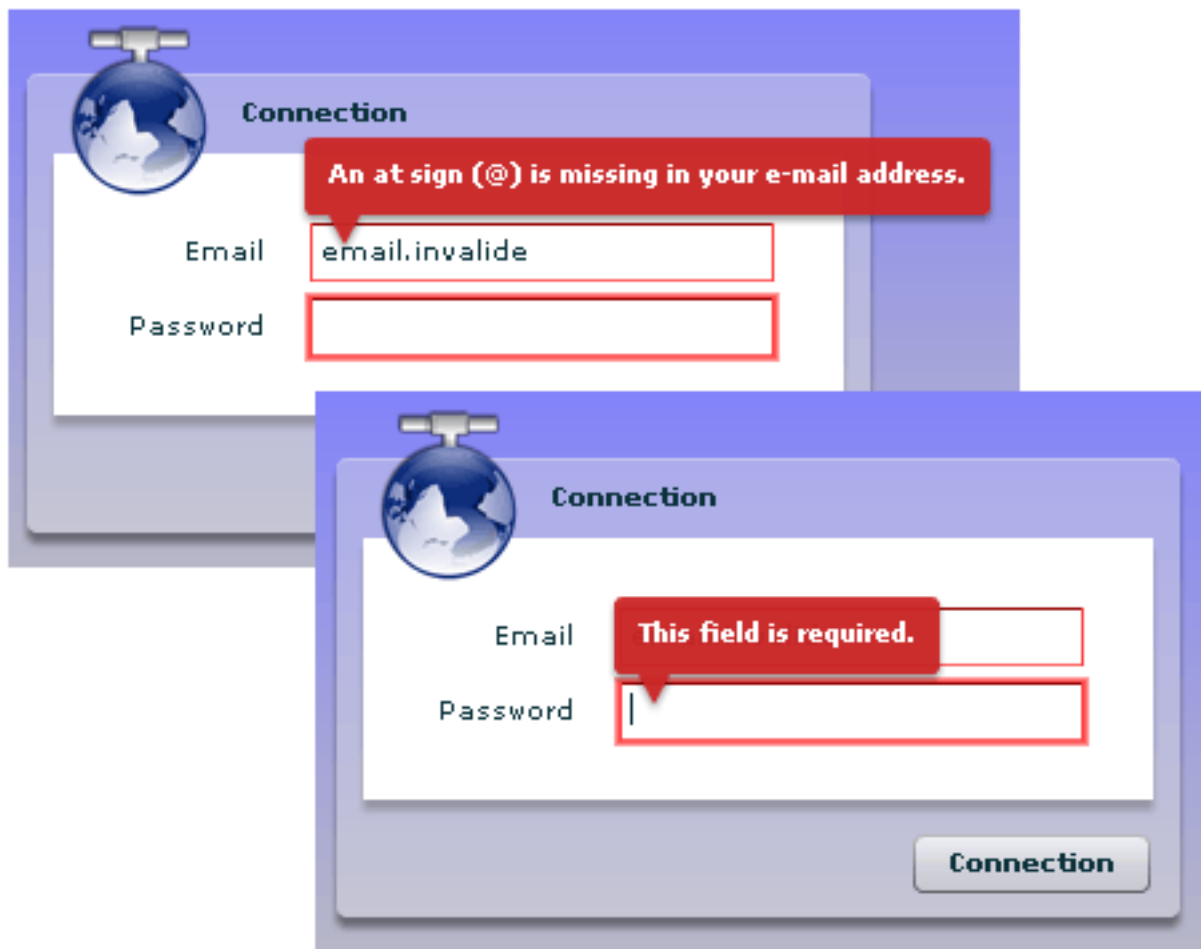 Connection
An at sign (@) is missing in your e-mail address.
Email email.invalide
Password
Connection
This field is required.
Email
Password
Connection